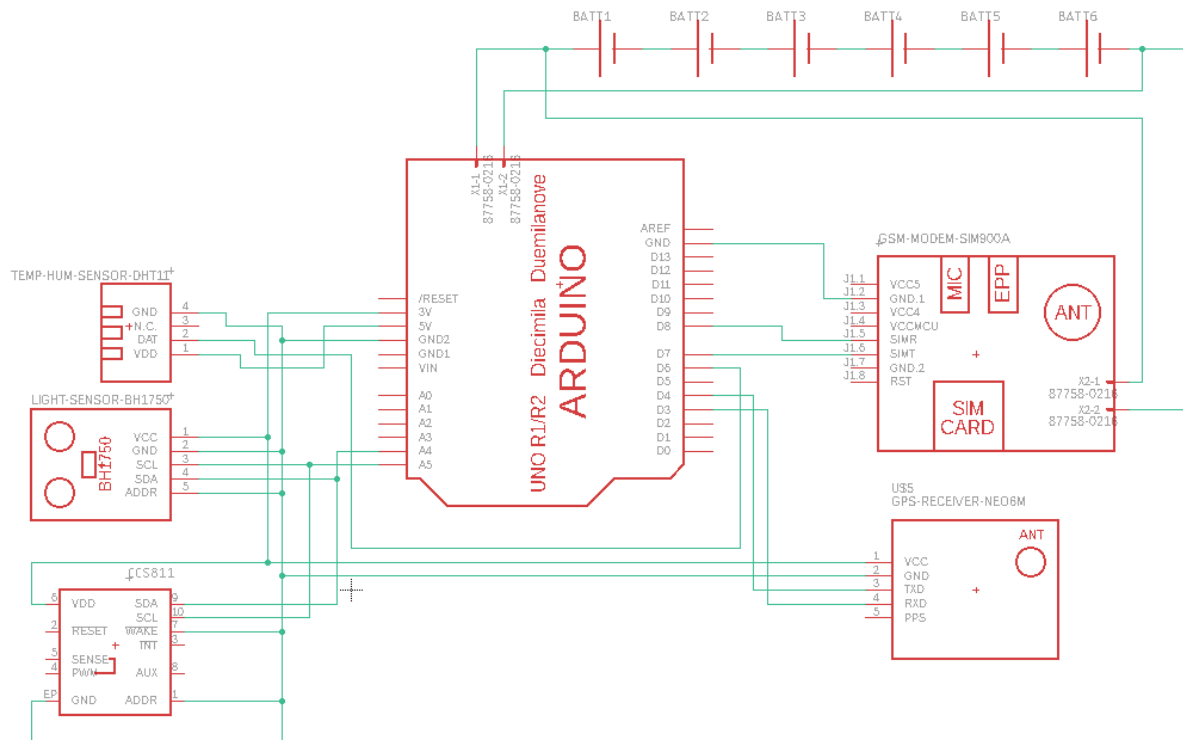 BATT1 BATT2 BATT3 BATT4 BATT5 BATT6
X1-1
87758-0216
X1-2
87758-0216
UNO R1/R2 Diecimila Duemilanove
ARDUINO
/RESET
3V
5V
GND2
GND1
VIN
A0
A1
A2
A3
A4
A5
AREF
GND
D13
D12
D11
D10
D9
D8
D7
D6
D5
D4
D3
D2
D1
D0
TEMP-HUM-SENSOR-DHT11
GND 4
N.C. 3
DAT 2
VDD 1
LIGHT-SENSOR-BH1750
BH1750
VCC 1
GND 2
SCL 3
SDA 4
ADDR 5
CCS811
6 VDD SDA 9
SCL 10
2 RESET WAKE 7
INT 3
5 SENSE
4 PWM AUX 8
EP GND ADDR 1
GSM-MODEM-SIM900A
MIC
EPP
ANT
J1.1 VCC5
J1.2 GND.1
J1.3 VCC4
J1.4 VCCMCU
J1.5 SIMR
J1.6 SIMT
J1.7 GND.2
J1.8 RST
SIM
CARD
X2-1
87758-0216
X2-2
87758-0216
U$5
GPS-RECEIVER-NEO6M
ANT
1 VCC
2 GND
3 TXD
4 RXD
5 PPS